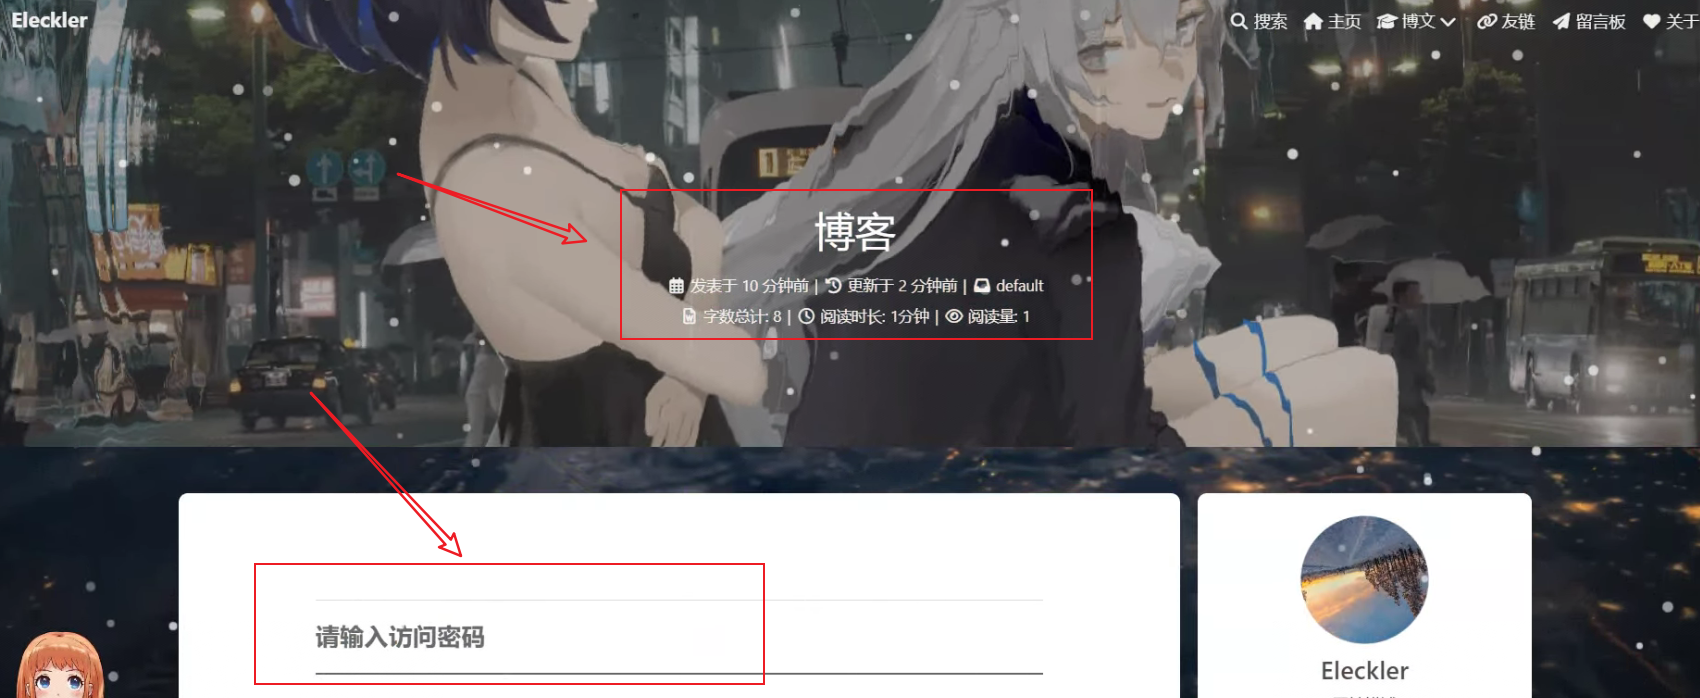 Eleckler
搜索 主页 博文 友链 留言板 关于
博客
发表于 10 分钟前 | 更新于 2 分钟前 | default
字数总计: 8 | 阅读时长: 1分钟 | 阅读量: 1
请输入访问密码
Eleckler